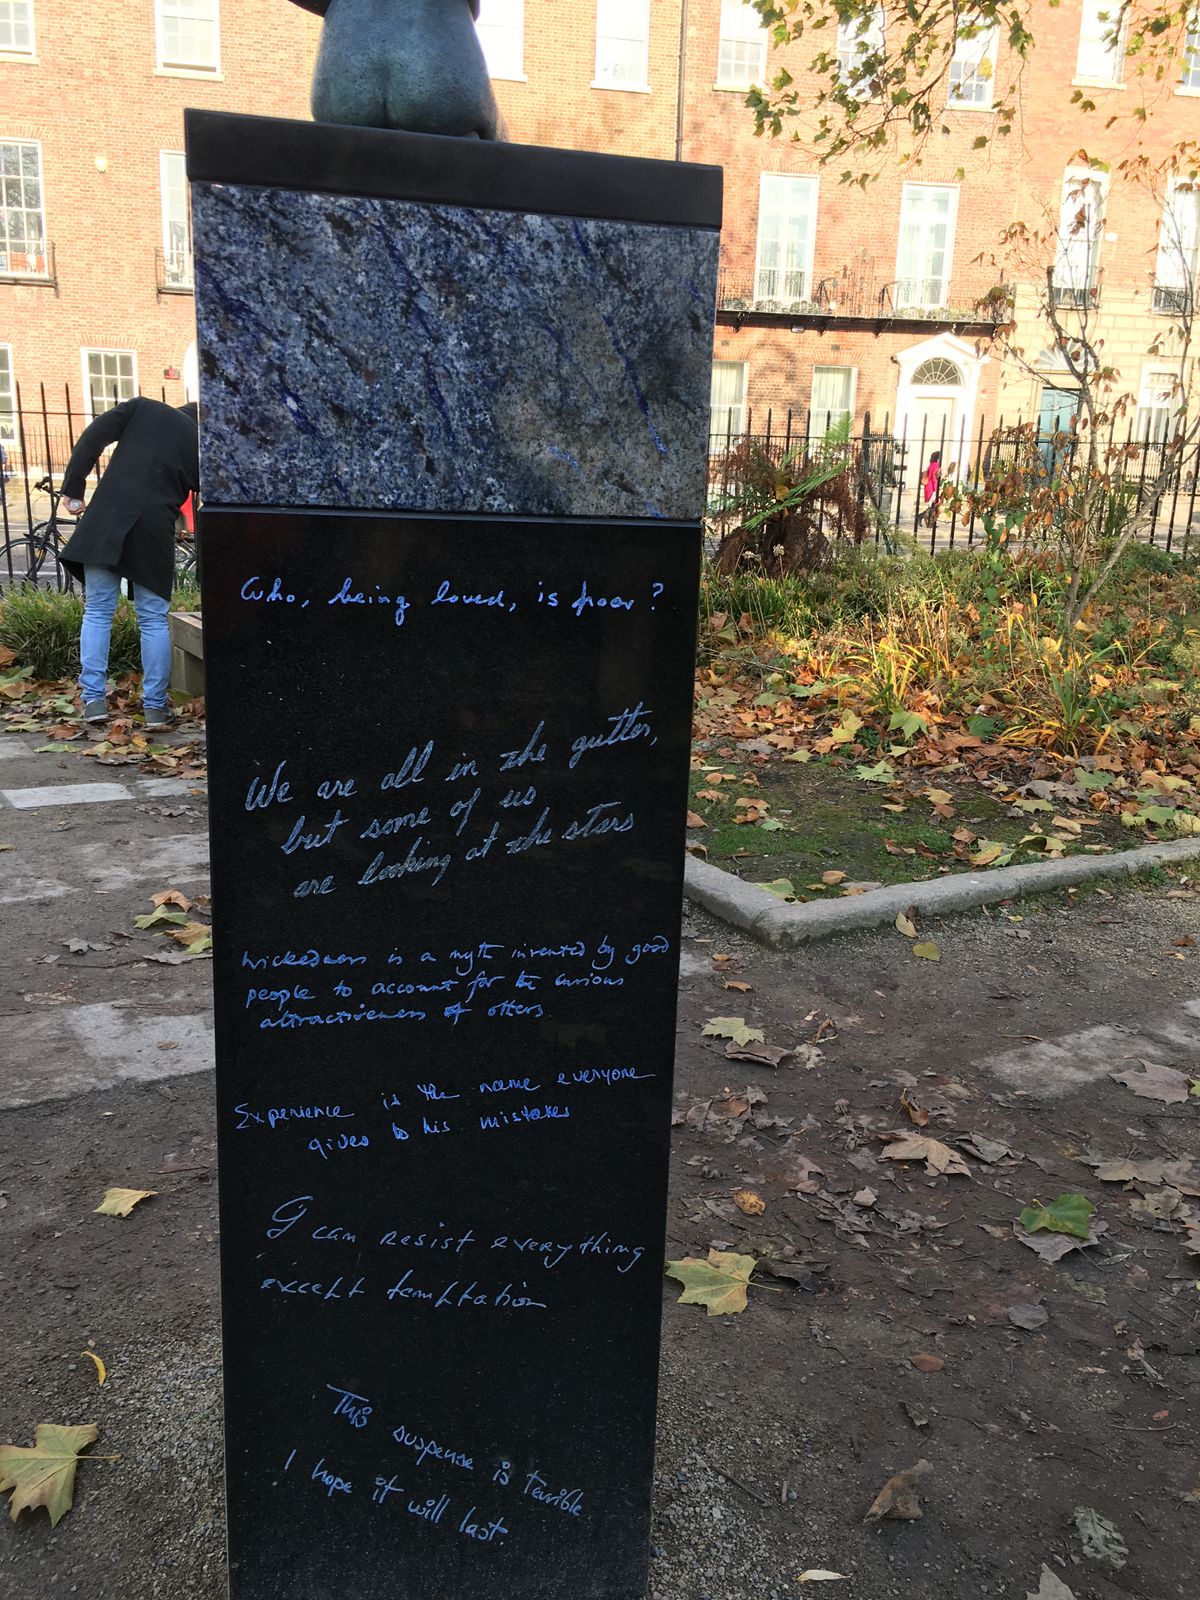 Who, being loved, is poor?
We are all in the gutter,
but some of us
are looking at the stars
Wickedness is a myth invented by good
people to account for the curious
attractiveness of others.
Experience is the name everyone
gives to his mistakes
I can resist everything
except temptation
This suspense is terrible
I hope it will last.